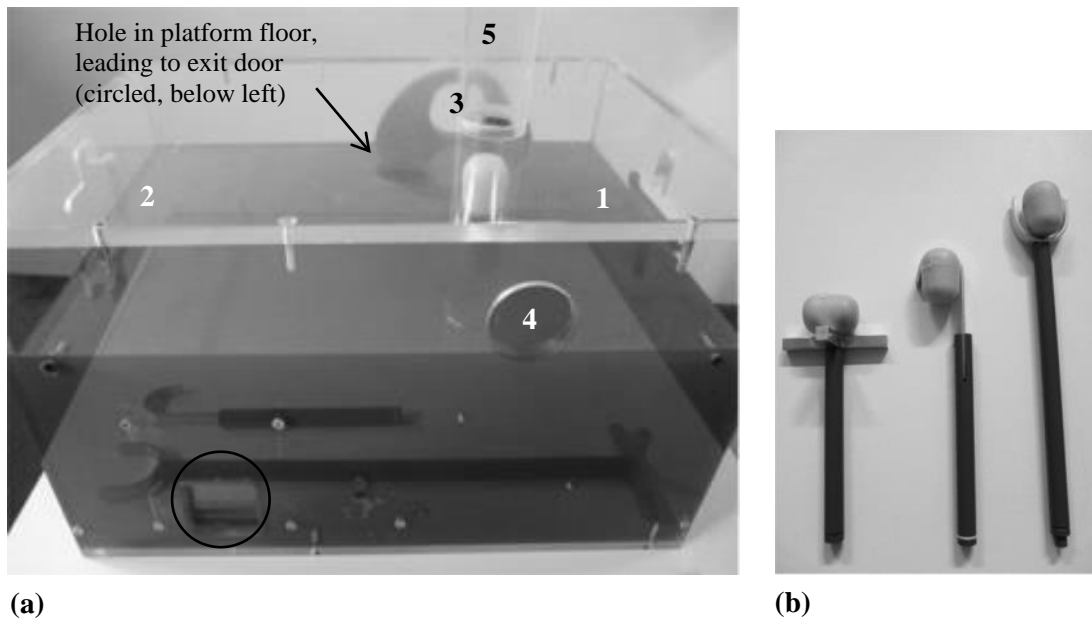 Hole in platform floor,
leading to exit door
(circled, below left)
5
3
2
1
4
(a)
(b)